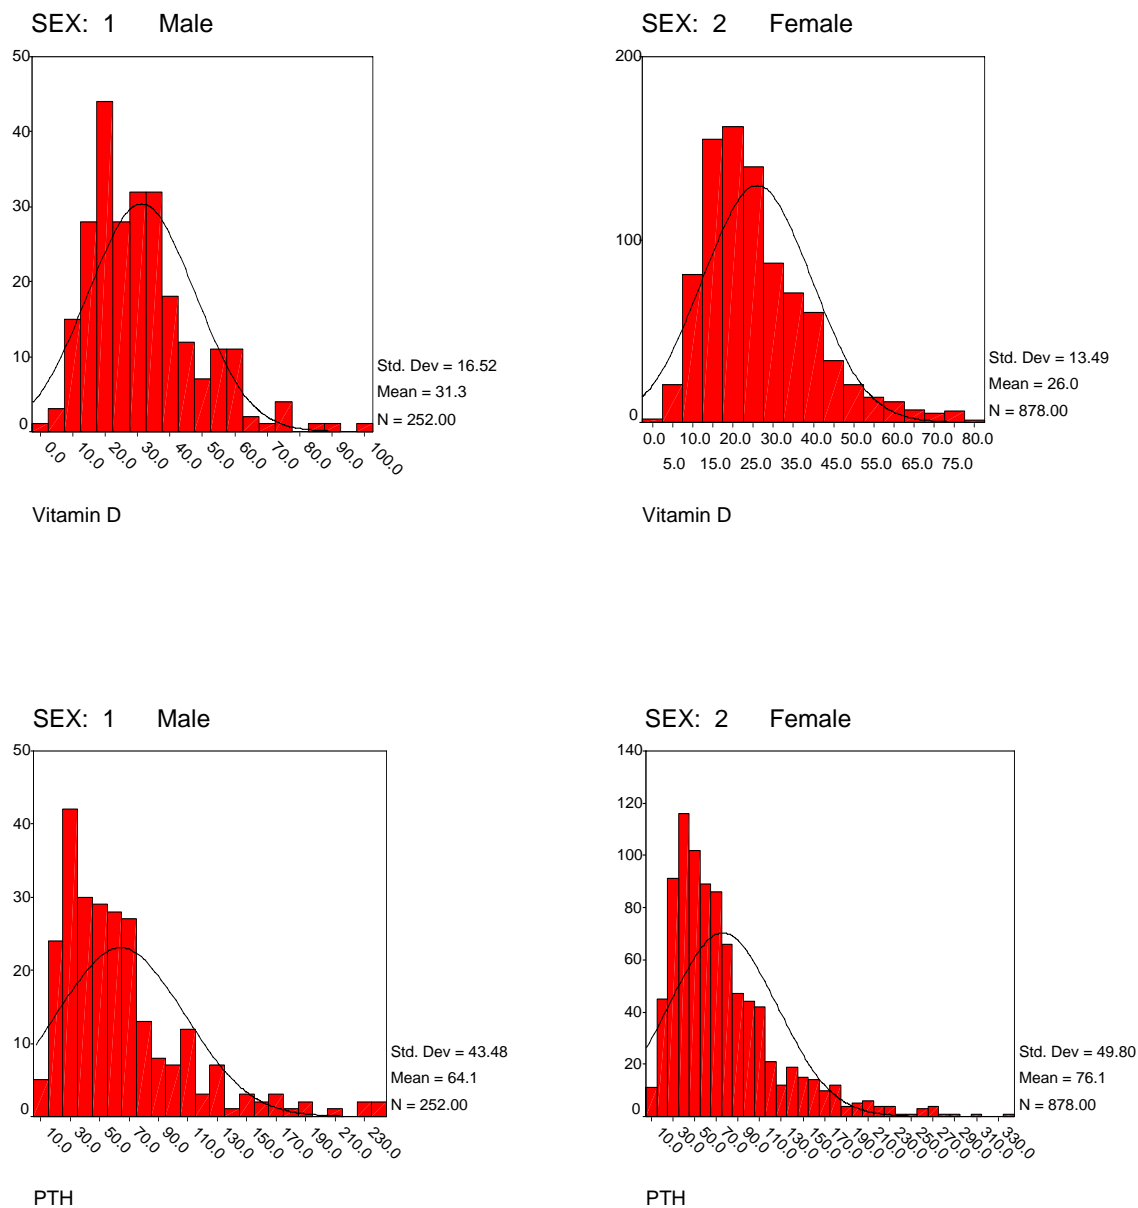 SEX: 1 Male
50
40
30
20
10
0
0.0 10.0 20.0 30.0 40.0 50.0 60.0 70.0 80.0 90.0 100.0
Std. Dev = 16.52
Mean = 31.3
N = 252.00
Vitamin D
SEX: 2 Female
200
100
0
0.0 10.0 20.0 30.0 40.0 50.0 60.0 70.0 80.0
5.0 15.0 25.0 35.0 45.0 55.0 65.0 75.0
Std. Dev = 13.49
Mean = 26.0
N = 878.00
Vitamin D
SEX: 1 Male
50
40
30
20
10
0
10.0 30.0 50.0 70.0 90.0 110.0 130.0 150.0 170.0 190.0 210.0 230.0
Std. Dev = 43.48
Mean = 64.1
N = 252.00
PTH
SEX: 2 Female
140
120
100
80
60
40
20
0
10.0 30.0 50.0 70.0 90.0 110.0 130.0 150.0 170.0 190.0 210.0 230.0 250.0 270.0 290.0 310.0 330.0
Std. Dev = 49.80
Mean = 76.1
N = 878.00
PTH